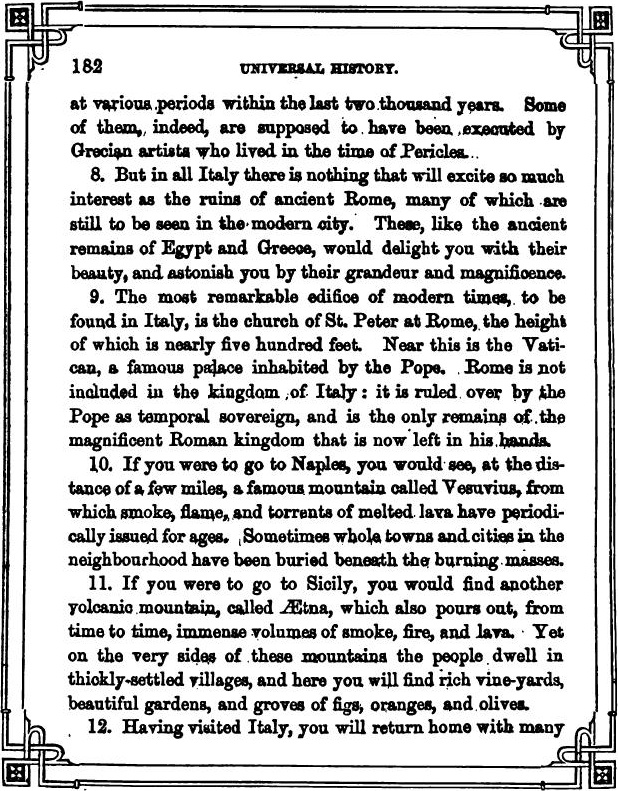 182 UNIVERSAL HISTORY.
at various periods within the last two thousand years. Some
of them, indeed, are supposed to have been executed by
Grecian artists who lived in the time of Pericles.
8. But in all Italy there is nothing that will excite so much
interest as the ruins of ancient Rome, many of which are
still to be seen in the modern city. These, like the ancient
remains of Egypt and Greece, would delight you with their
beauty, and astonish you by their grandeur and magnificence.
9. The most remarkable edifice of modern times, to be
found in Italy, is the church of St. Peter at Rome, the height
of which is nearly five hundred feet. Near this is the Vati-
can, a famous palace inhabited by the Pope. Rome is not
included in the kingdom of Italy: it is ruled over by the
Pope as temporal sovereign, and is the only remains of the
magnificent Roman kingdom that is now left in his hands.
10. If you were to go to Naples, you would see, at the dis-
tance of a few miles, a famous mountain called Vesuvius, from
which smoke, flame, and torrents of melted lava have periodi-
cally issued for ages. Sometimes whole towns and cities in the
neighbourhood have been buried beneath the burning masses.
11. If you were to go to Sicily, you would find another
volcanic mountain, called Ætna, which also pours out, from
time to time, immense volumes of smoke, fire, and lava. Yet
on the very sides of these mountains the people dwell in
thickly-settled villages, and here you will find rich vine-yards,
beautiful gardens, and groves of figs, oranges, and olives.
12. Having visited Italy, you will return home with many